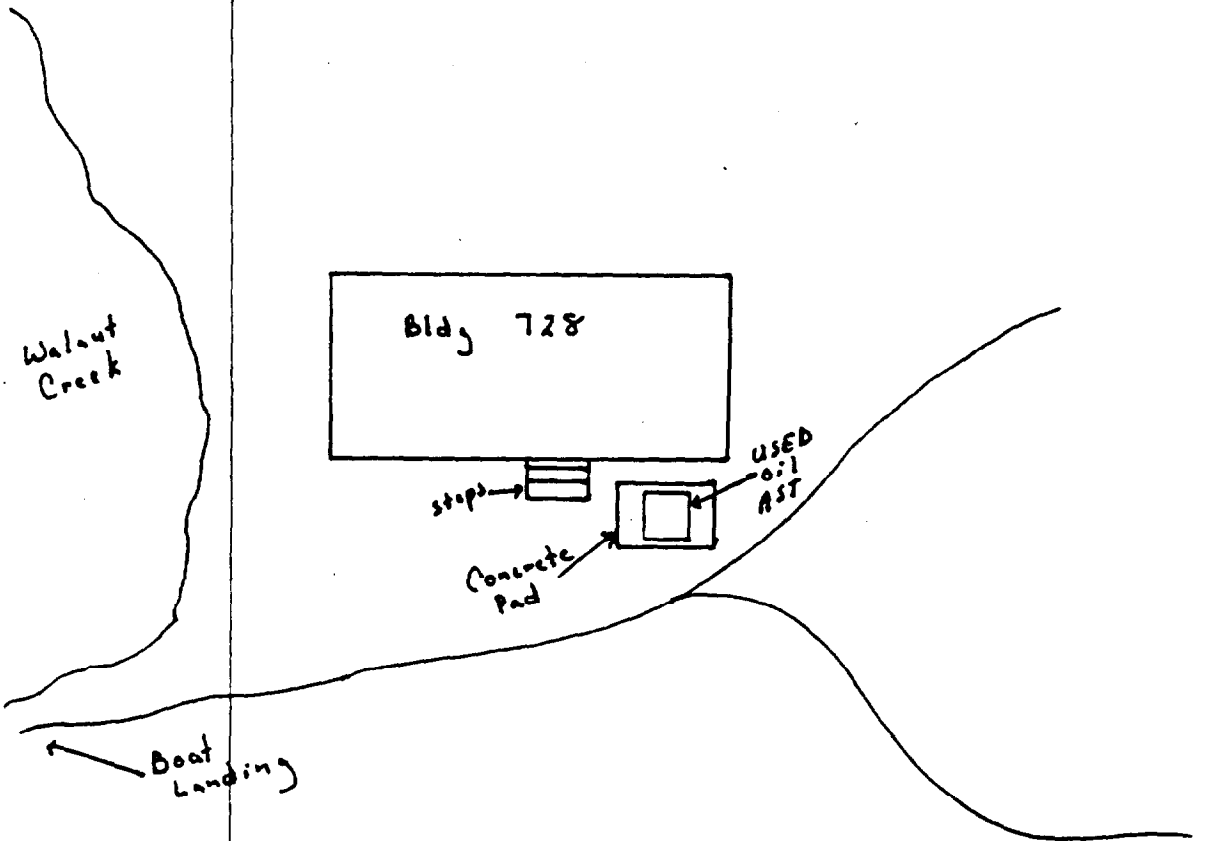 Bldg 728
Walnut
Creek
USED
oil
AST
steps
Concrete
Pad
Boat
Landing